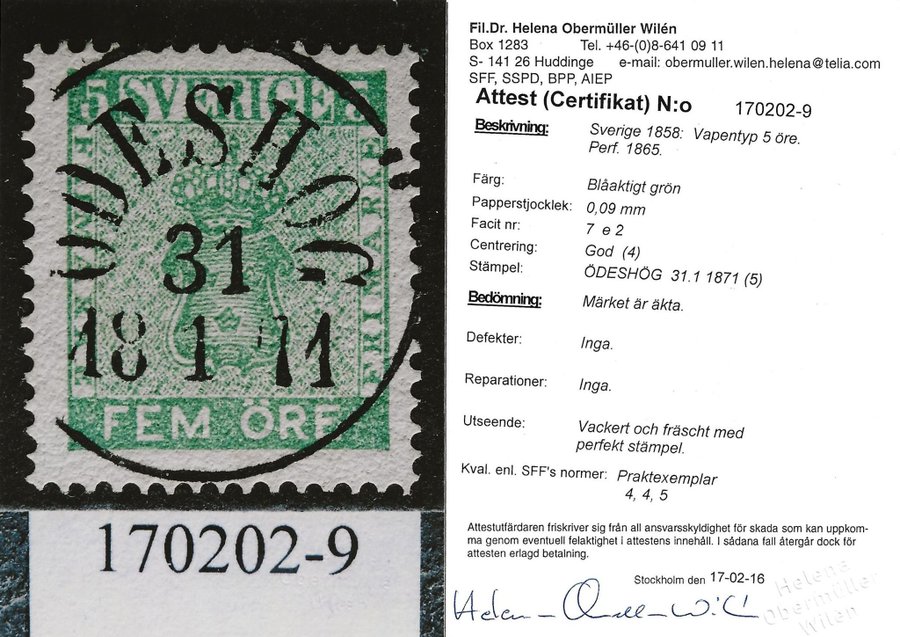 5 SVERIGE 5
FRIMÄRKE
ÖDESHÖG
31
18 1 71
FEM ÖRE
170202-9
Fil.Dr. Helena Obermüller Wilén
Box 1283 Tel. +46-(0)8-641 09 11
S- 141 26 Huddinge e-mail: obermuller.wilen.helena@telia.com
SFF, SSPD, BPP, AIEP
Attest (Certifikat) N:o 170202-9
Beskrivning: Sverige 1858: Vapentyp 5 öre.
Perf. 1865.
Färg: Blåaktigt grön
Papperstjocklek: 0,09 mm
Facit nr: 7 e 2
Centrering: God (4)
Stämpel: ÖDESHÖG 31.1 1871 (5)
Bedömning: Märket är äkta.
Defekter: Inga.
Reparationer: Inga.
Utseende: Vackert och fräscht med
perfekt stämpel.
Kval. enl. SFF's normer: Praktexemplar
4, 4, 5
Attestutfärdaren friskriver sig från all ansvarsskyldighet för skada som kan uppkom-
ma genom eventuell felaktighet i attestens innehåll. I sådana fall återgår dock för
attesten erlagd betalning.
Stockholm den 17-02-16
Helena
Obermüller
Wilén